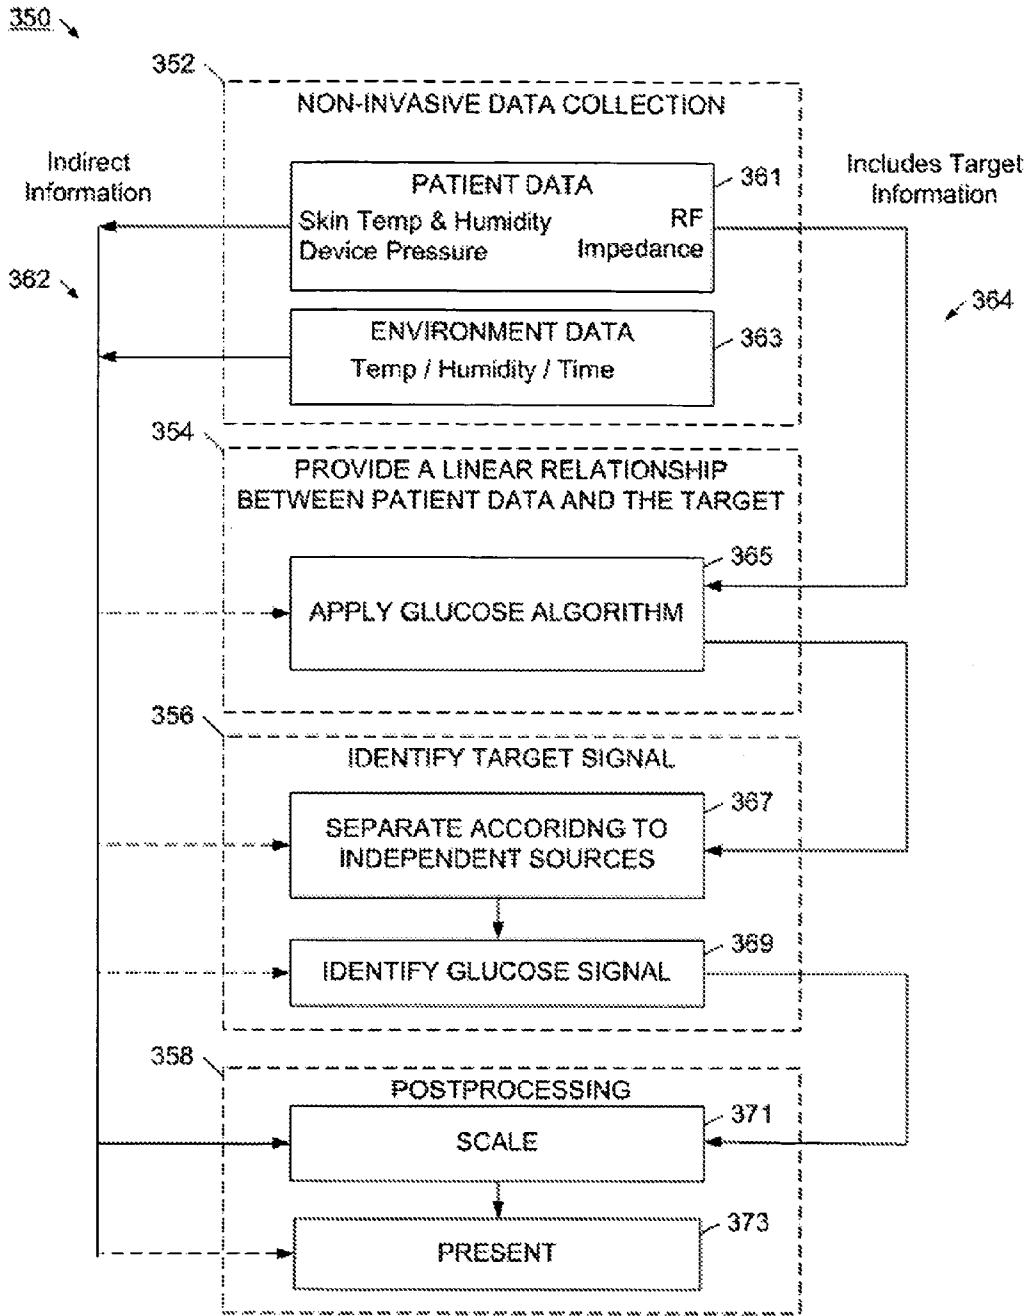 350
352
NON-INVASIVE DATA COLLECTION
Indirect
Information
Includes Target
Information
PATIENT DATA
361
Skin Temp & Humidity
Device Pressure
RF
Impedance
362
364
ENVIRONMENT DATA
363
Temp / Humidity / Time
354
PROVIDE A LINEAR RELATIONSHIP
BETWEEN PATIENT DATA AND THE TARGET
365
APPLY GLUCOSE ALGORITHM
356
IDENTIFY TARGET SIGNAL
367
SEPARATE ACCORIDNG TO
INDEPENDENT SOURCES
369
IDENTIFY GLUCOSE SIGNAL
358
POSTPROCESSING
371
SCALE
373
PRESENT